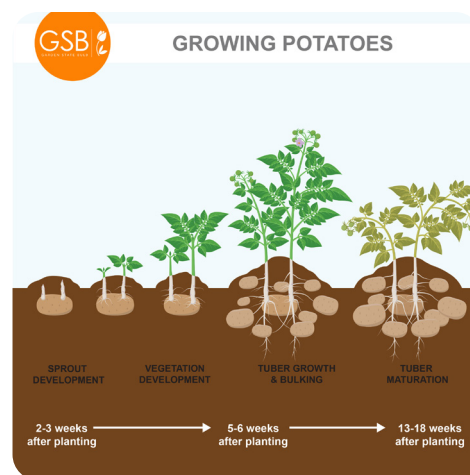 GSB
GROWING POTATOES
SPROUT
DEVELOPMENT
VEGETATION
DEVELOPMENT
TUBER GROWTH
& BULKING
TUBER
MATURATION
2-3 weeks
after planting
5-6 weeks
after planting
13-18 weeks
after planting